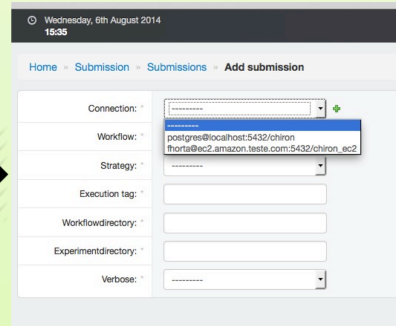 Wednesday, 6th August 2014
15:35
Home » Submission » Submissions » Add submission
Connection: * ---------
---------
postgres@localhost:5432/chiron
fhorta@ec2.amazon.teste.com:5432/chiron_ec2
Workflow: *
Strategy: * ---------
Execution tag: *
Workflowdirectory: *
Experimentdirectory: *
Verbose: * ---------